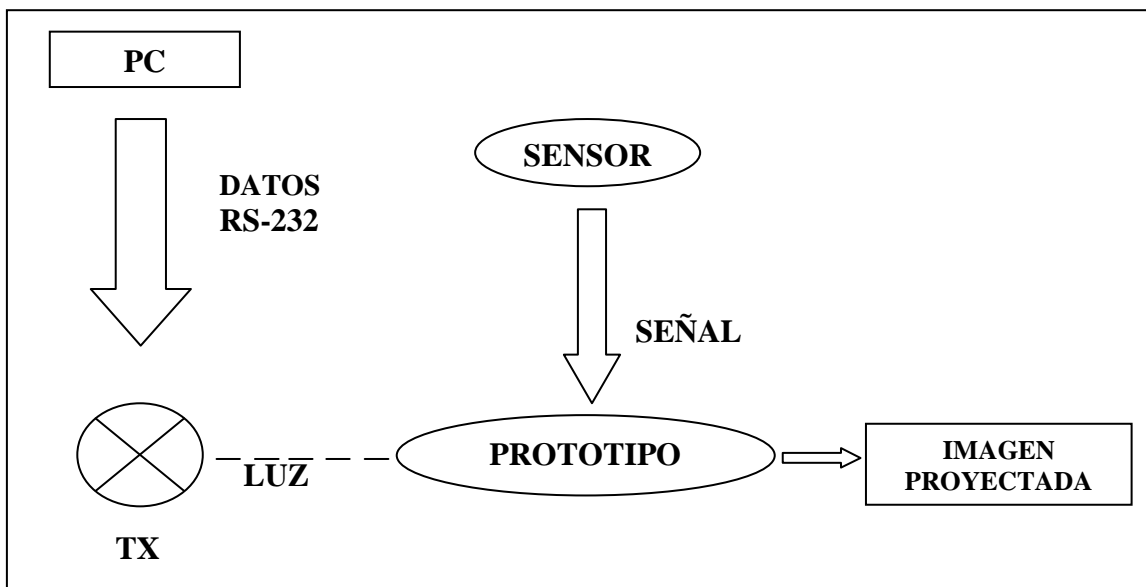 PC
SENSOR
DATOS
RS-232
SEÑAL
PROTOTIPO
IMAGEN
PROYECTADA
LUZ
TX